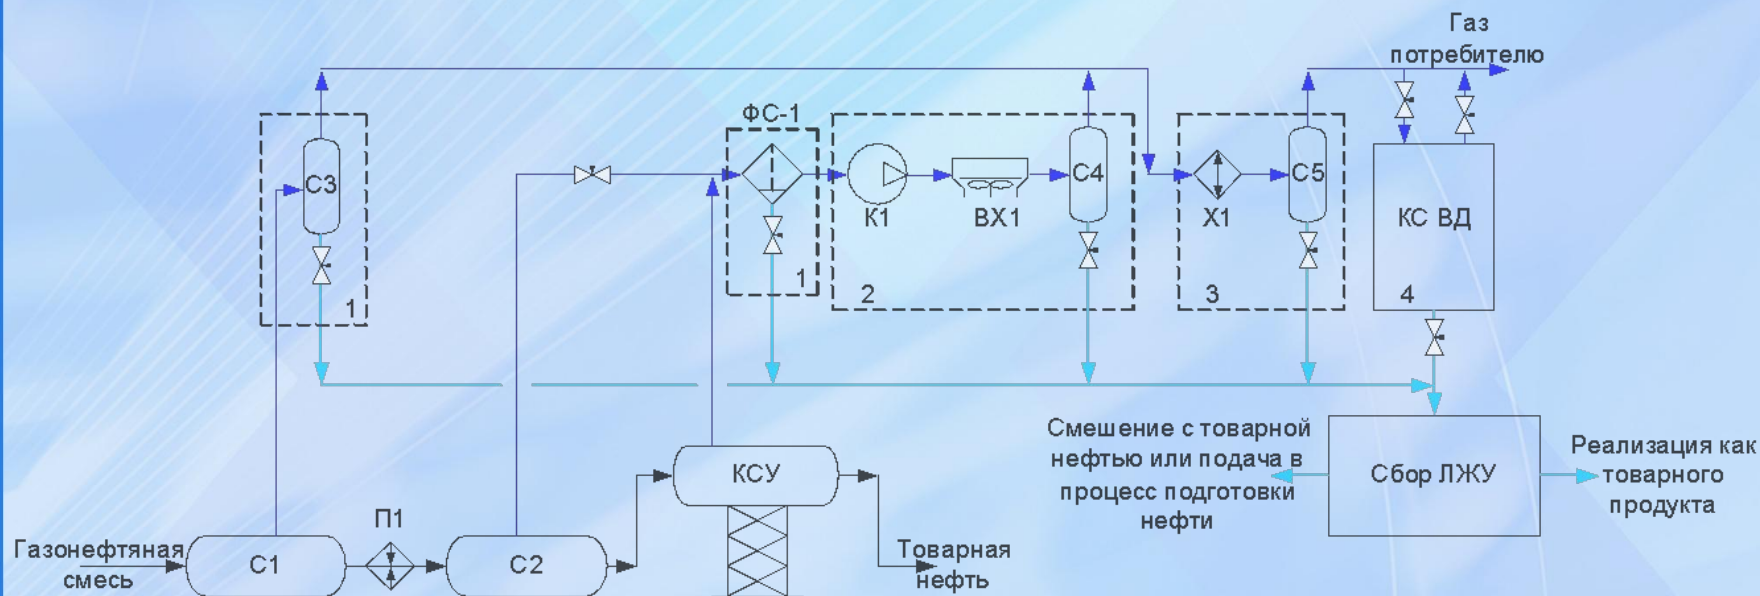 Газ
потребителю
ФС-1
С3
К1
ВХ1
С4
Х1
С5
КС ВД
1
1
2
3
4
Смешение с товарной
нефтью или подача в
процесс подготовки
нефти
Сбор ЛЖУ
Реализация как
товарного
продукта
КСУ
П1
Газонефтяная
смесь
С1
С2
Товарная
нефть